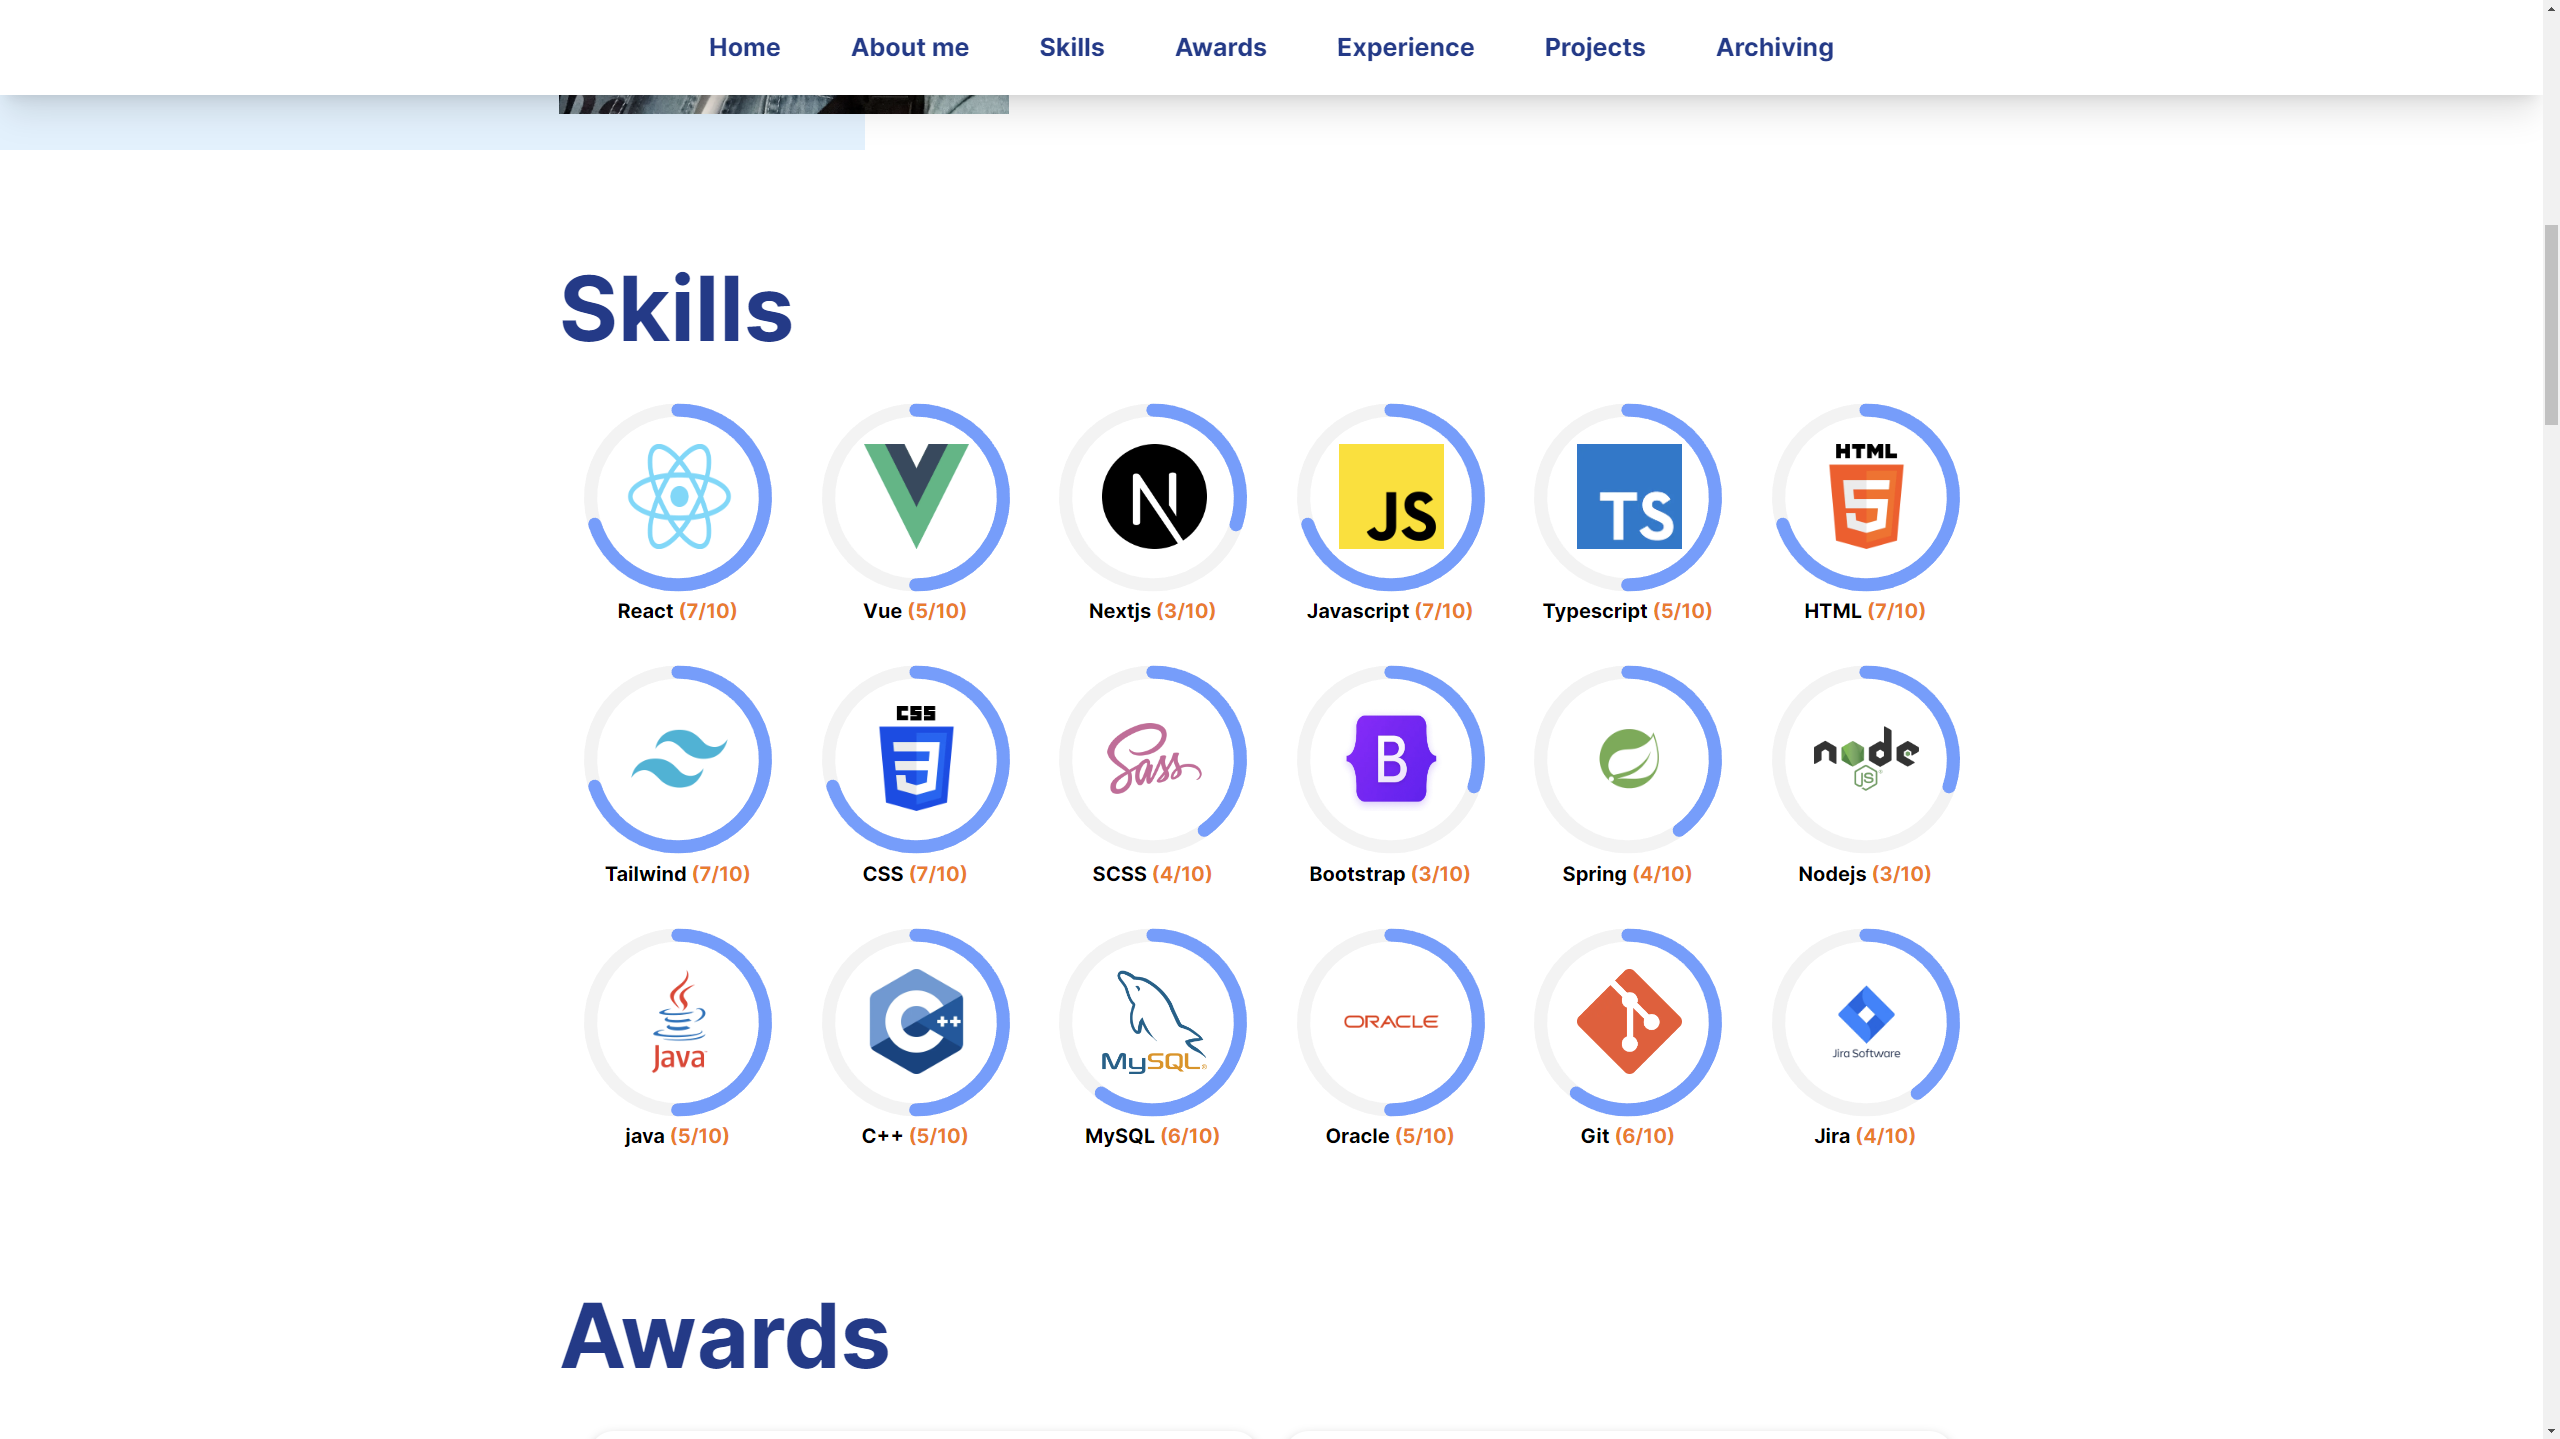 Home About me Skills Awards Experience Projects Archiving
Skills
JS TS HTML
React (7/10) Vue (5/10) Nextjs (3/10) Javascript (7/10) Typescript (5/10) HTML (7/10)
CSS Sass B node
JS
Tailwind (7/10) CSS (7/10) SCSS (4/10) Bootstrap (3/10) Spring (4/10) Nodejs (3/10)
Java C++ MySQL ORACLE Jira Software
java (5/10) C++ (5/10) MySQL (6/10) Oracle (5/10) Git (6/10) Jira (4/10)
Awards